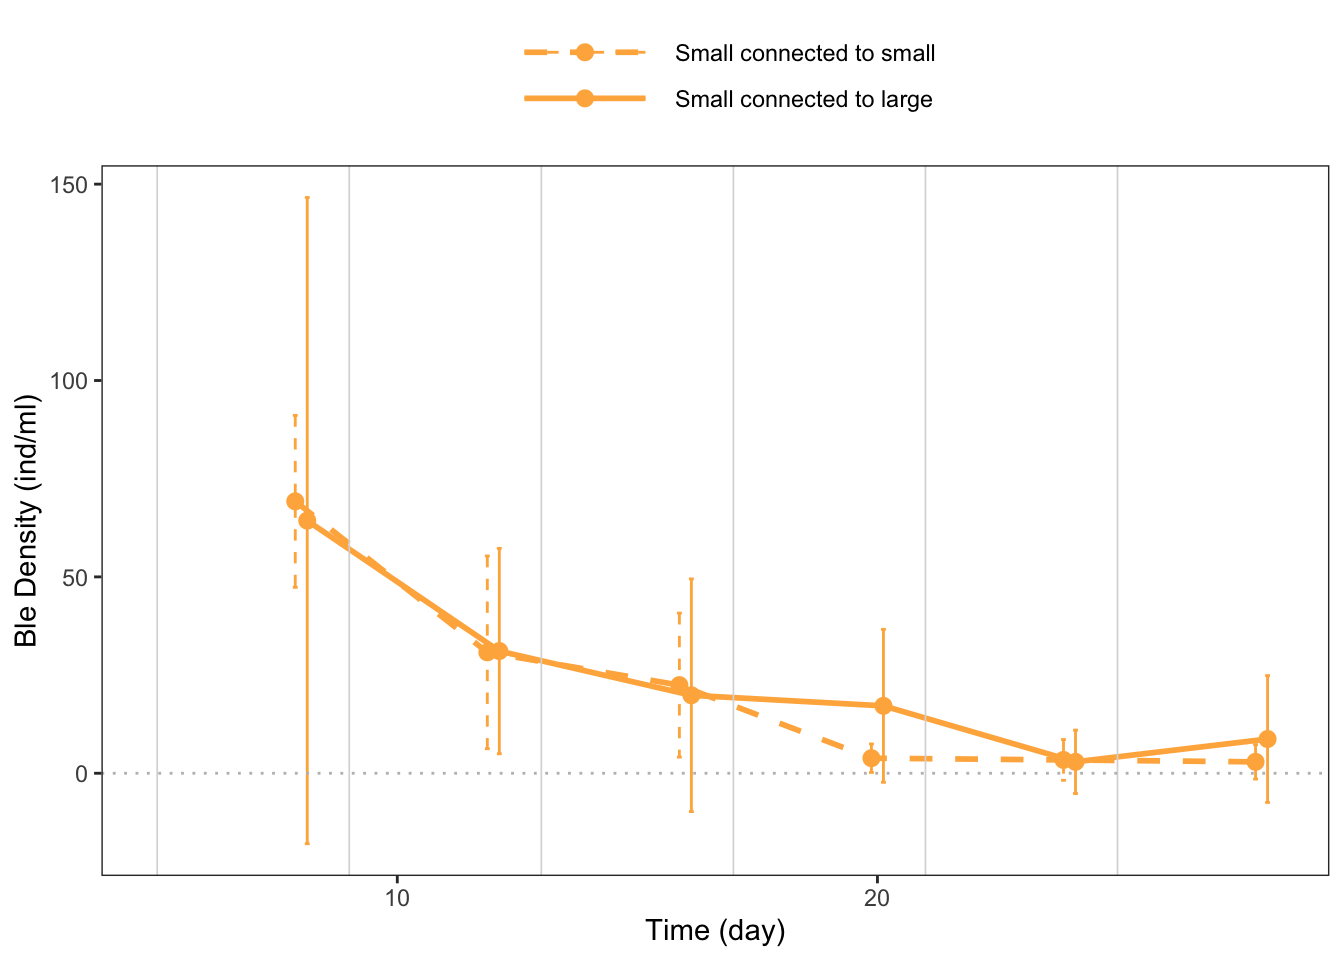 Small connected to small
Small connected to large
150
100
50
0
Ble Density (ind/ml)
10
20
Time (day)